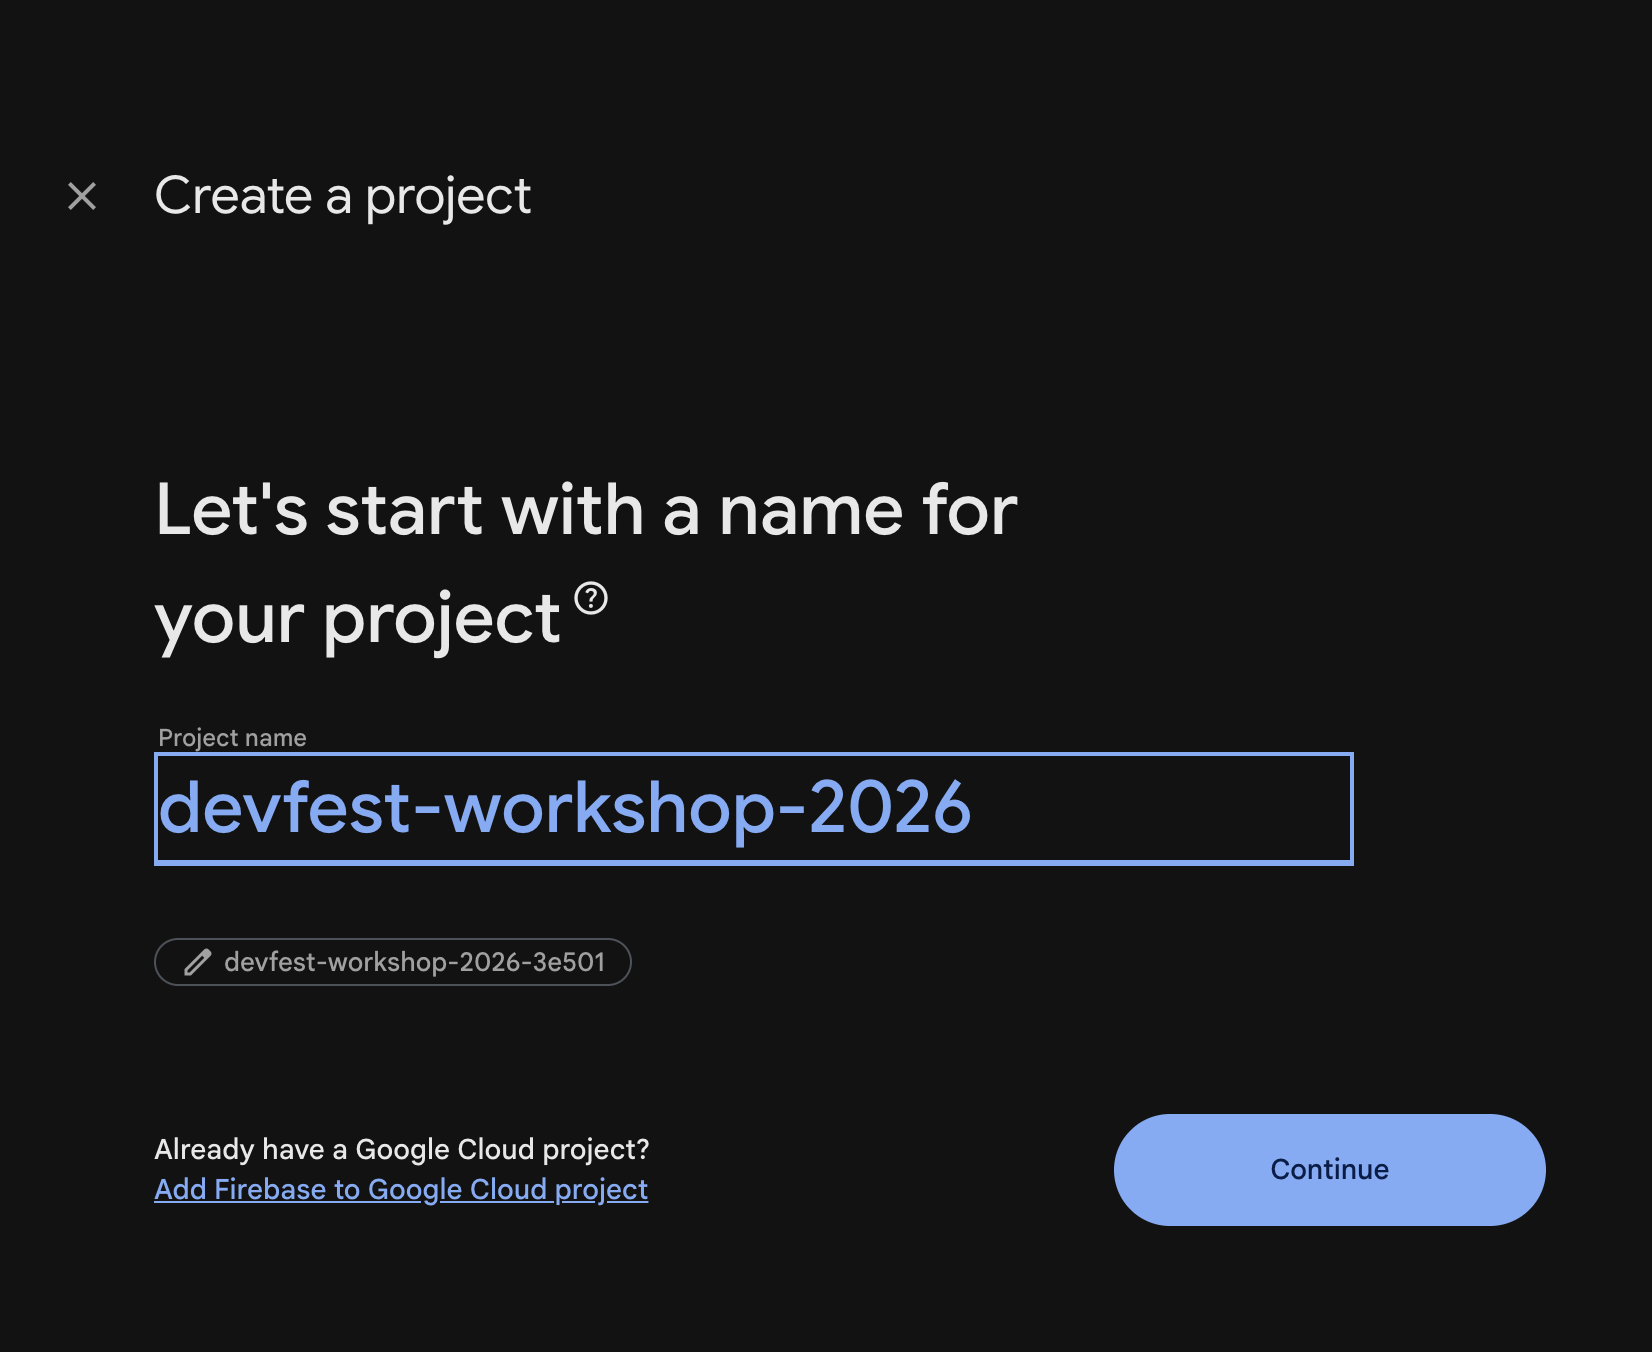 Create a project
Let's start with a name for
your project
Project name
devfest-workshop-2026
devfest-workshop-2026-3e501
Already have a Google Cloud project?
Add Firebase to Google Cloud project
Continue